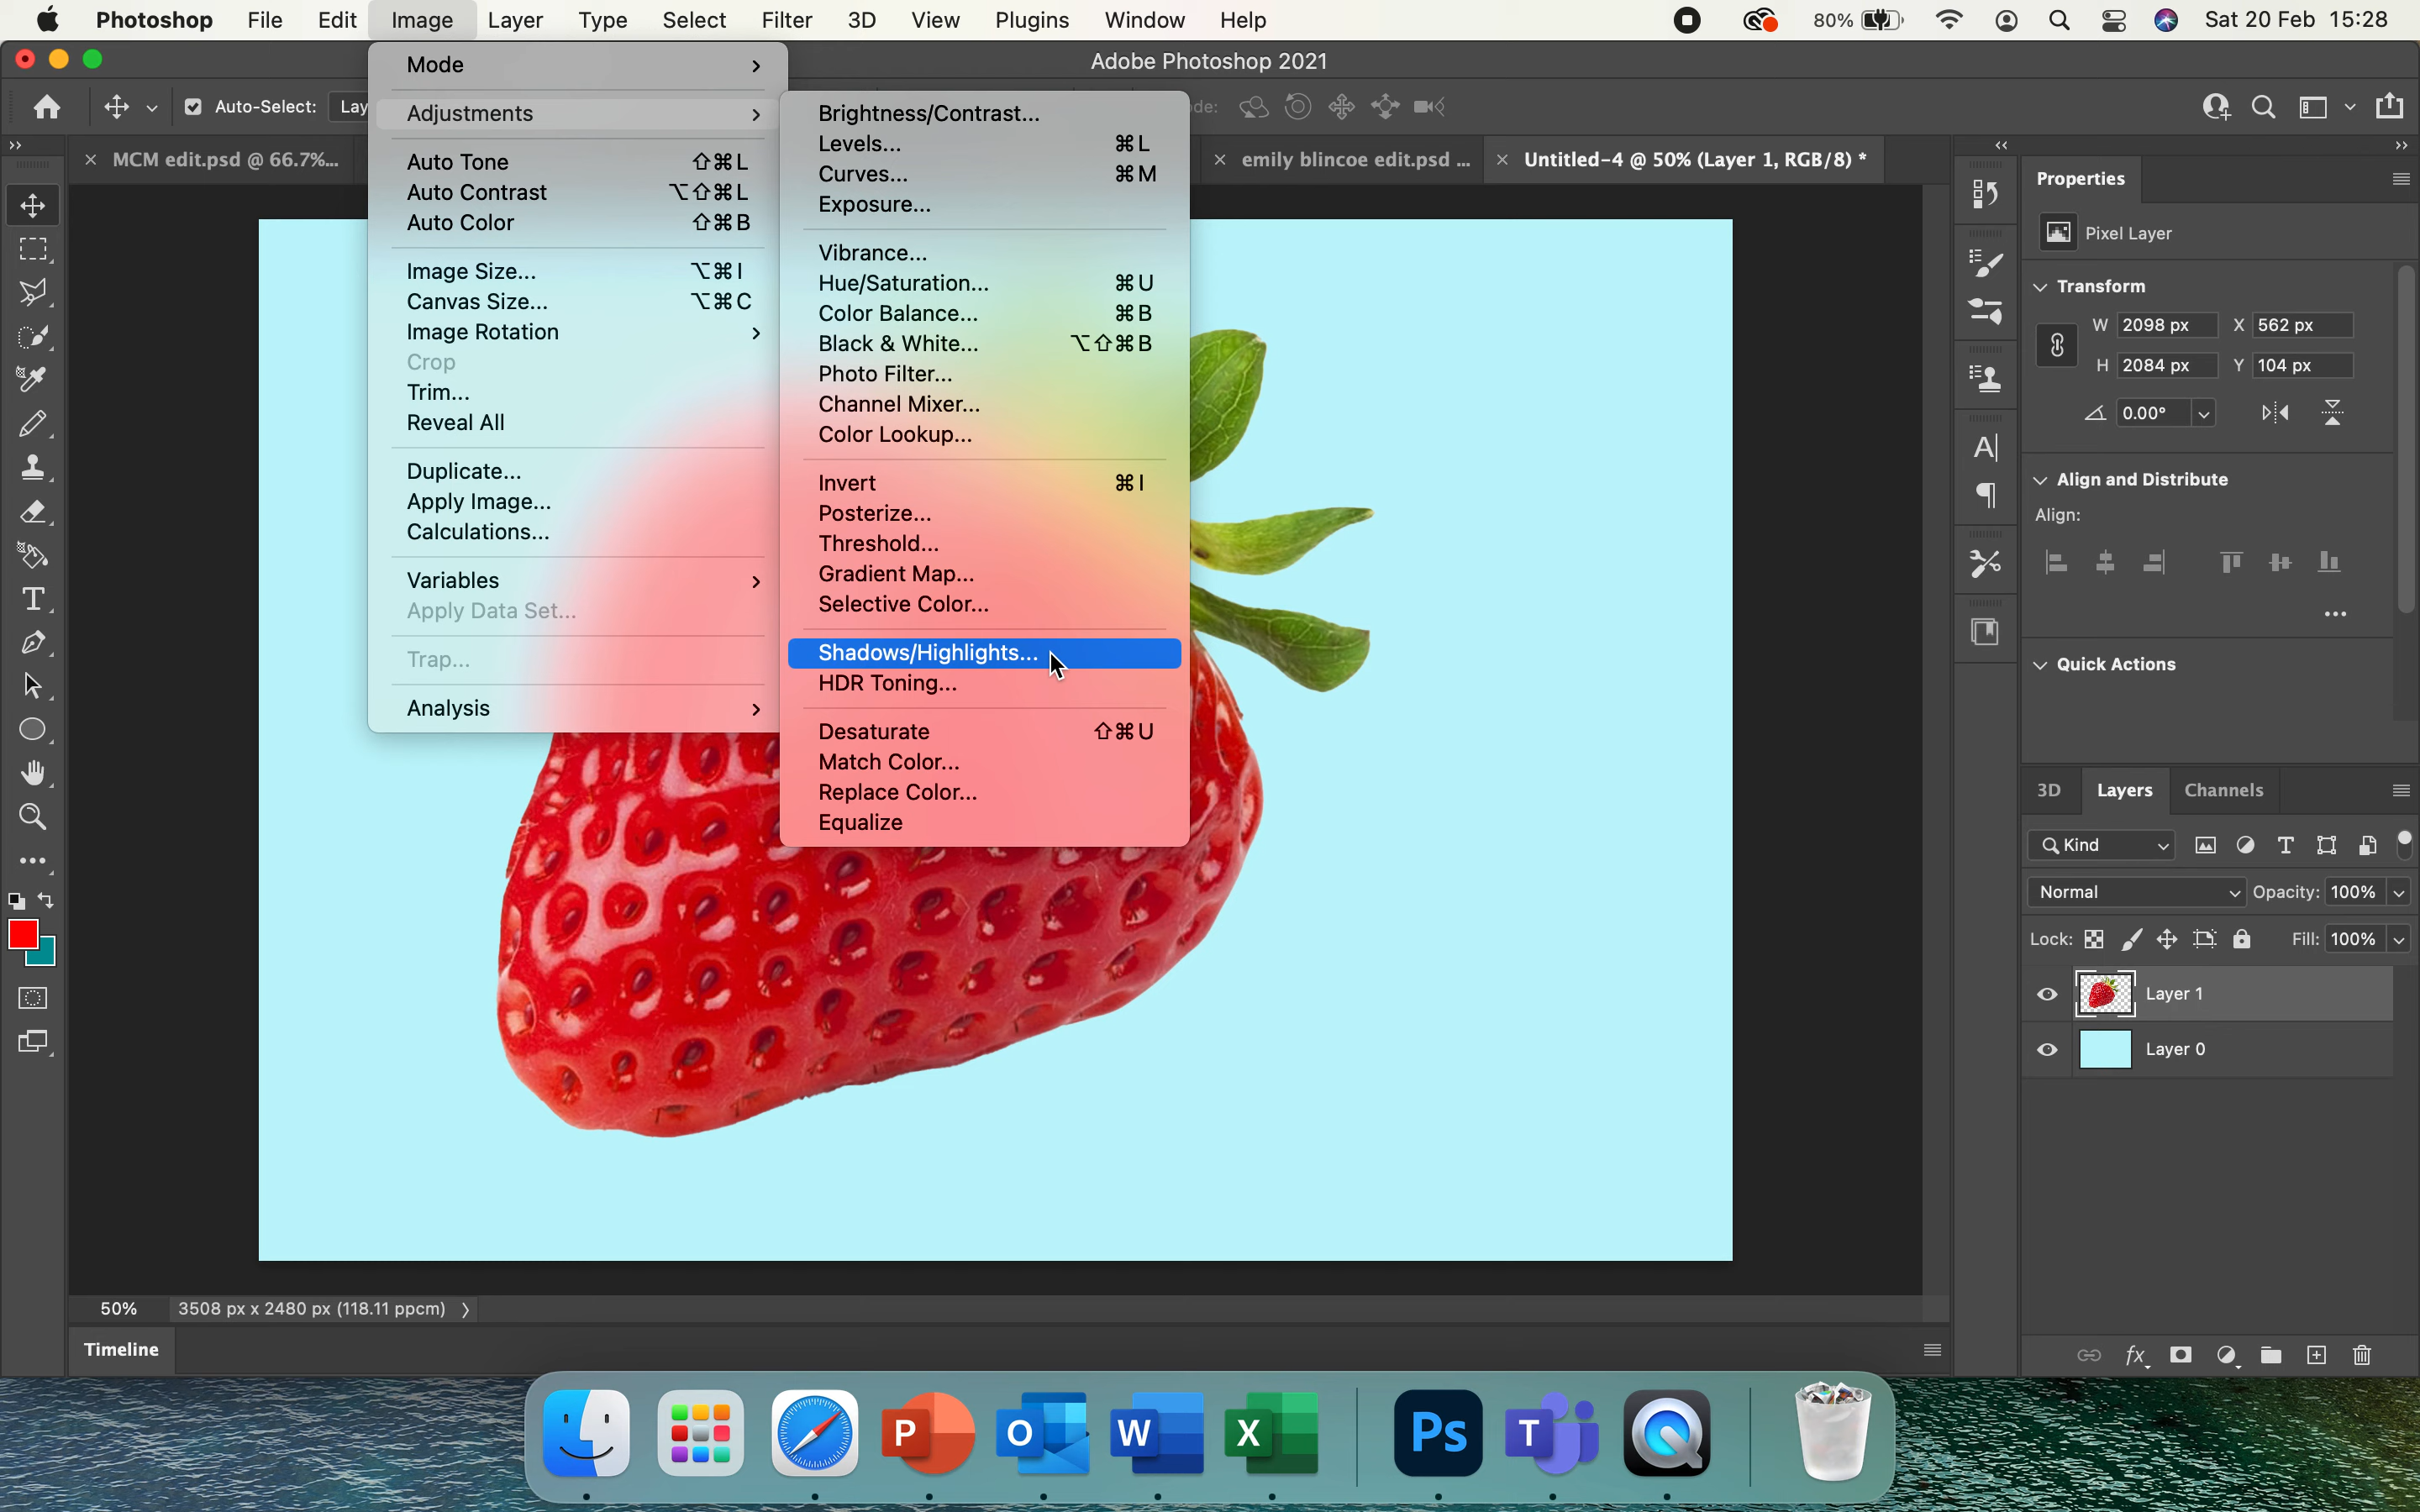 Photoshop File Edit Image Layer Type Select Filter 3D View Plugins Window Help 80% Sat 20 Feb 15:28
Adobe Photoshop 2021
Auto-Select: Lay
MCM edit.psd @ 66.7%... emily blincoe edit.psd ... Untitled-4 @ 50% (Layer 1, RGB/8) *
Mode
Adjustments
Auto Tone ⇧⌘L
Auto Contrast ⌥⇧⌘L
Auto Color ⇧⌘B
Image Size... ⌥⌘I
Canvas Size... ⌥⌘C
Image Rotation
Crop
Trim...
Reveal All
Duplicate...
Apply Image...
Calculations...
Variables
Apply Data Set...
Trap...
Analysis
Brightness/Contrast...
Levels... ⌘L
Curves... ⌘M
Exposure...
Vibrance...
Hue/Saturation... ⌘U
Color Balance... ⌘B
Black & White... ⌥⇧⌘B
Photo Filter...
Channel Mixer...
Color Lookup...
Invert ⌘I
Posterize...
Threshold...
Gradient Map...
Selective Color...
Shadows/Highlights...
HDR Toning...
Desaturate ⇧⌘U
Match Color...
Replace Color...
Equalize
Properties
Pixel Layer
Transform
W 2098 px X 562 px
H 2084 px Y 104 px
0.00°
Align and Distribute
Align:
Quick Actions
3D Layers Channels
Kind
Normal Opacity: 100%
Lock: Fill: 100%
Layer 1
Layer 0
50% 3508 px x 2480 px (118.11 ppcm)
Timeline
P O W X Ps T